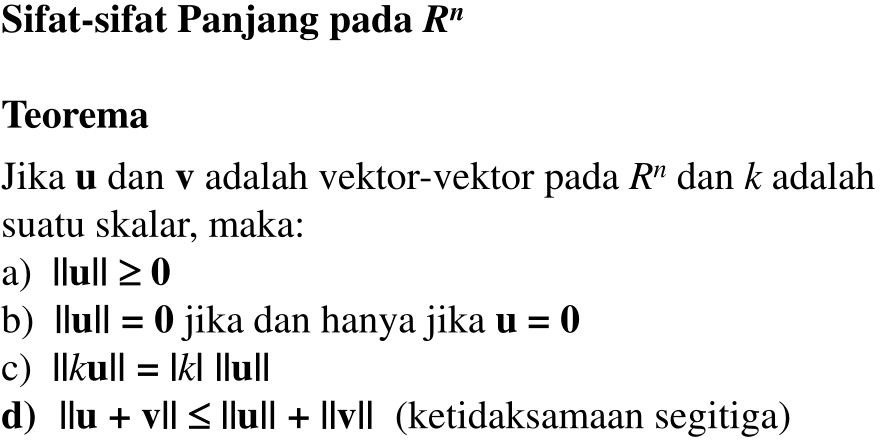 Sifat-sifat Panjang pada Rⁿ
Teorema
Jika u dan v adalah vektor-vektor pada Rⁿ dan k adalah
suatu skalar, maka:
a) ||u|| ≥ 0
b) ||u|| = 0 jika dan hanya jika u = 0
c) ||ku|| = |k| ||u||
d) ||u + v|| ≤ ||u|| + ||v|| (ketidaksamaan segitiga)